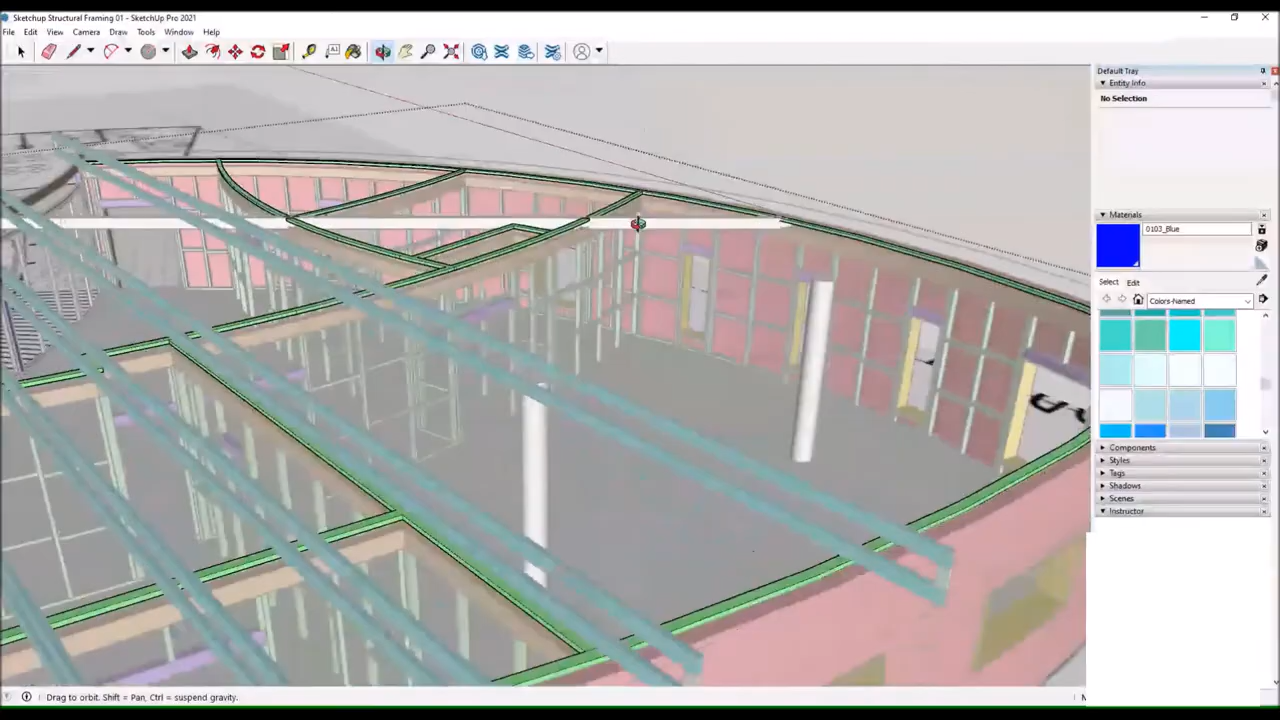 Sketchup Structural Framing 01 - SketchUp Pro 2021
File Edit View Camera Draw Tools Window Help
Default Tray
Entity Info
No Selection
Materials
0103_Blue
Select Edit
Colors-Named
Components
Styles
Tags
Shadows
Scenes
Instructor
Drag to orbit. Shift = Pan, Ctrl = suspend gravity.